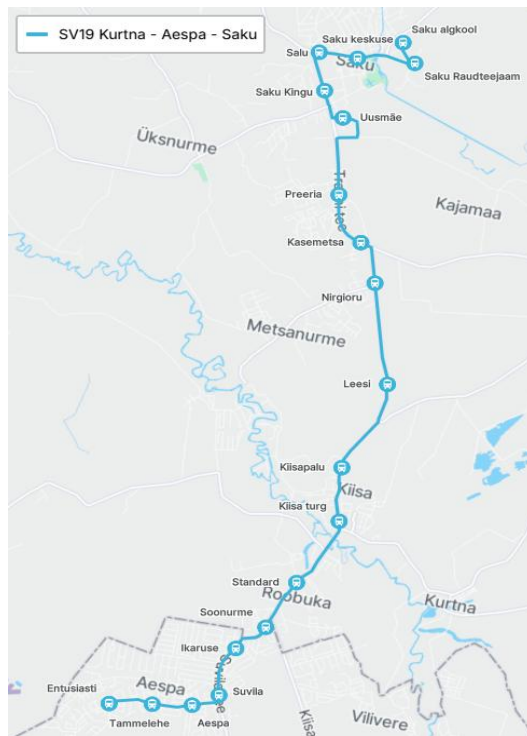 SV19 Kurtna - Aespa - Saku
Saku algkool
Saku keskuse
Salu
Saku
Saku Raudteejaam
Saku Kingu
Uusmäe
Üksnurme
Preeria
Kajamaa
Kasemetsa
Nirgioru
Metsanurme
Leesi
Kiisapalu
Kiisa
Kiisa turg
Standard
Roobuka
Kurtna
Soonurme
Ikaruse
Aespa
Entusiasti
Suvila
Tammelehe
Aespa
Kiisa
Vilivere